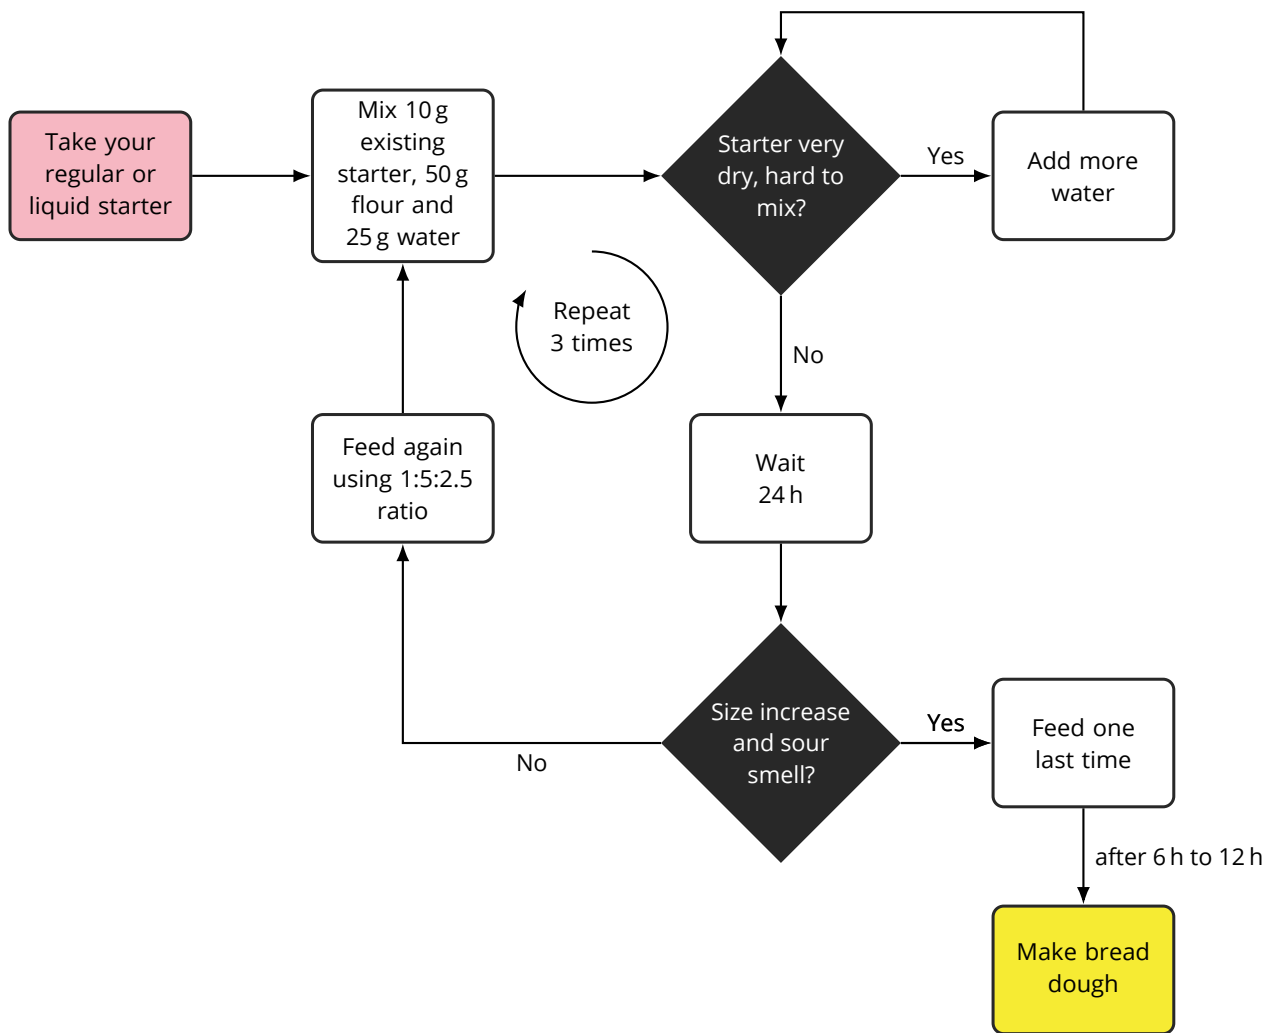 Take your
regular or
liquid starter
Mix 10 g
existing
starter, 50 g
flour and
25 g water
Starter very
dry, hard to
mix?
Yes
Add more
water
Repeat
3 times
No
Feed again
using 1:5:2.5
ratio
Wait
24 h
Size increase
and sour
smell?
No
Yes
Feed one
last time
after 6 h to 12 h
Make bread
dough